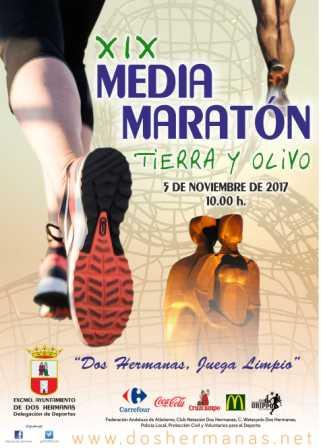 XIX
MEDIA
MARATÓN
TIERRA Y OLIVO
5 DE NOVIEMBRE DE 2017
10.00 h.
"Dos Hermanas, Juega Limpio"
EXCMO. AYUNTAMIENTO
DE DOS HERMANAS
Delegación de Deportes
Carrefour
Coca-Cola
Cruzcampo
Federación Andaluza de Atletismo, Club Natación Dos Hermanas, C. Waterpolo Dos Hermanas,
Policía Local, Protección Civil y Voluntarios para el Deporte
www.doshermanas.net